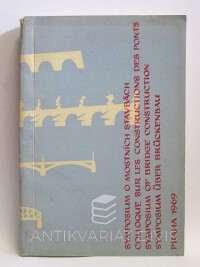 SYMPOSIUM O MOSTNÍCH STAVBÁCH
COLLOQUE SUR LES CONSTRUCTIONS DES PONTS
SYMPOSIUM OF BRIDGE CONSTRUCTION
SYMPOSIUM ÜBER BRÜCKENBAU
PRAHA 1969
ANTIKVARIÁT